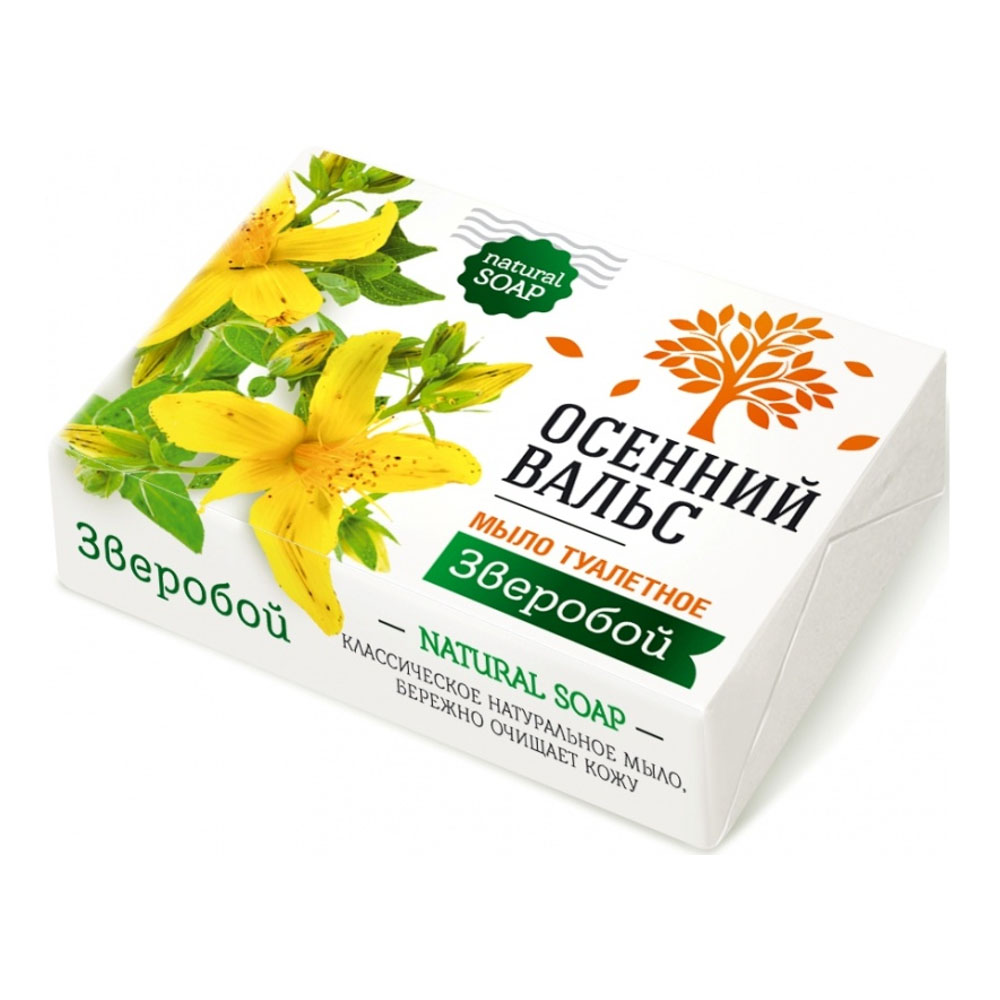 natural
SOAP
ОСЕННИЙ
ВАЛЬС
МЫЛО ТУАЛЕТНОЕ
Зверобой
Зверобой
NATURAL SOAP
КЛАССИЧЕСКОЕ НАТУРАЛЬНОЕ МЫЛО,
БЕРЕЖНО ОЧИЩАЕТ КОЖУ